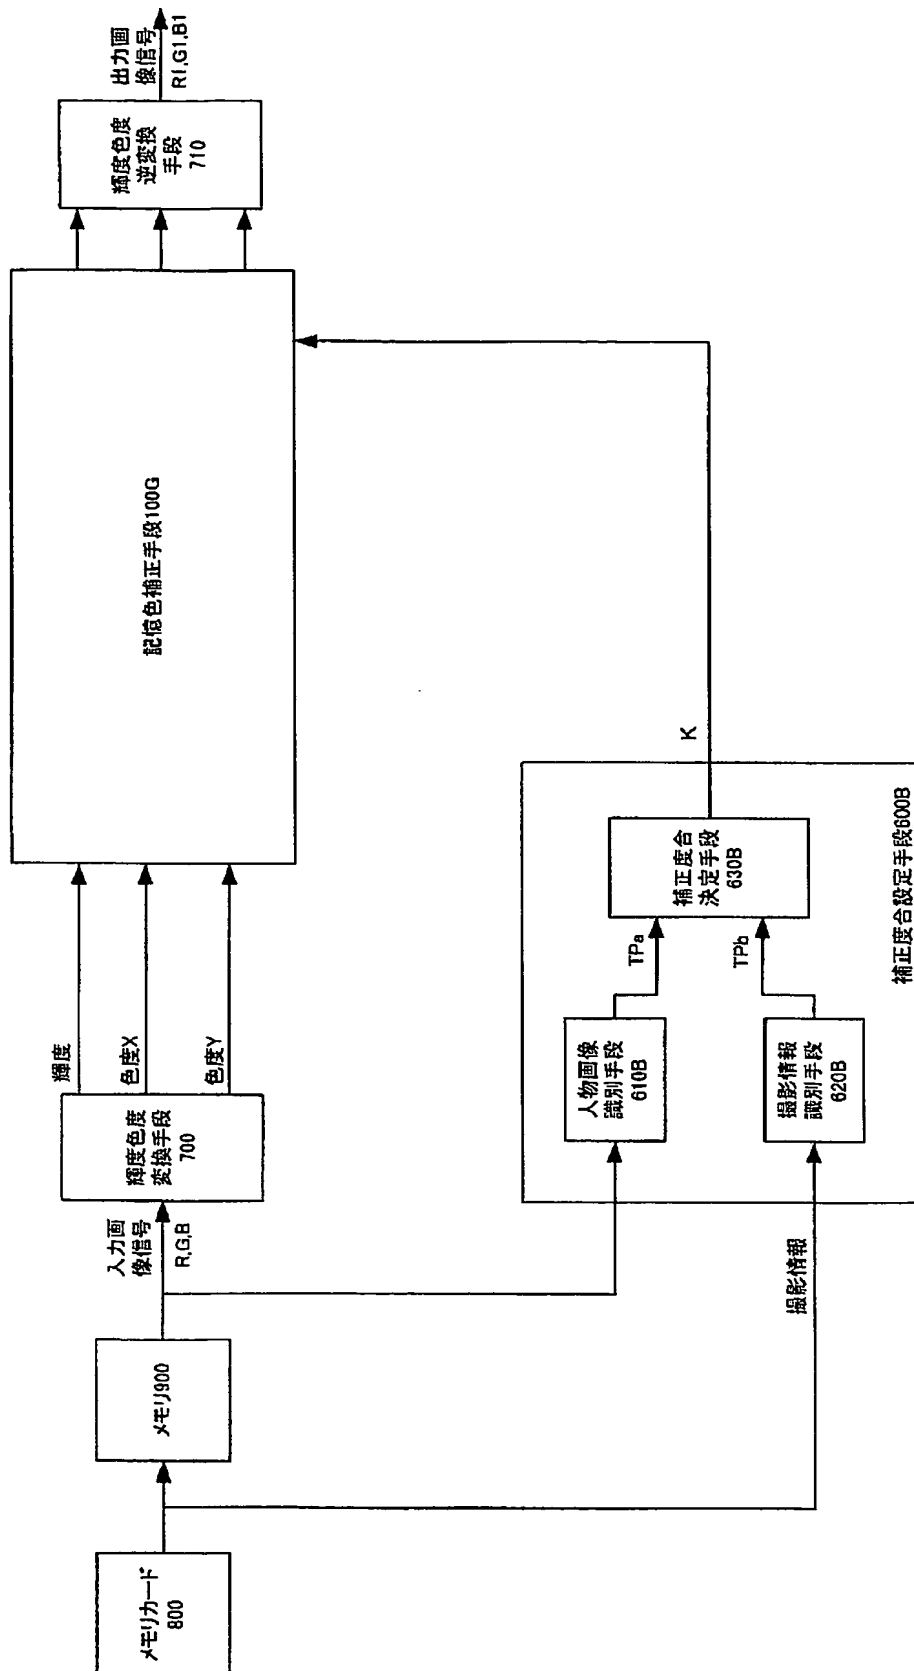 メモリカード
800
メモリ900
入力画
像信号
R,G,B
輝度色度
変換手段
700
輝度
色度X
色度Y
記憶色補正手段100G
輝度色度
逆変換
手段
710
出力画
像信号
R1,G1,B1
撮影情報
人物画像
識別手段
610B
撮影情報
識別手段
620B
TPa
TPb
補正度合
決定手段
630B
K
補正度合設定手段600B